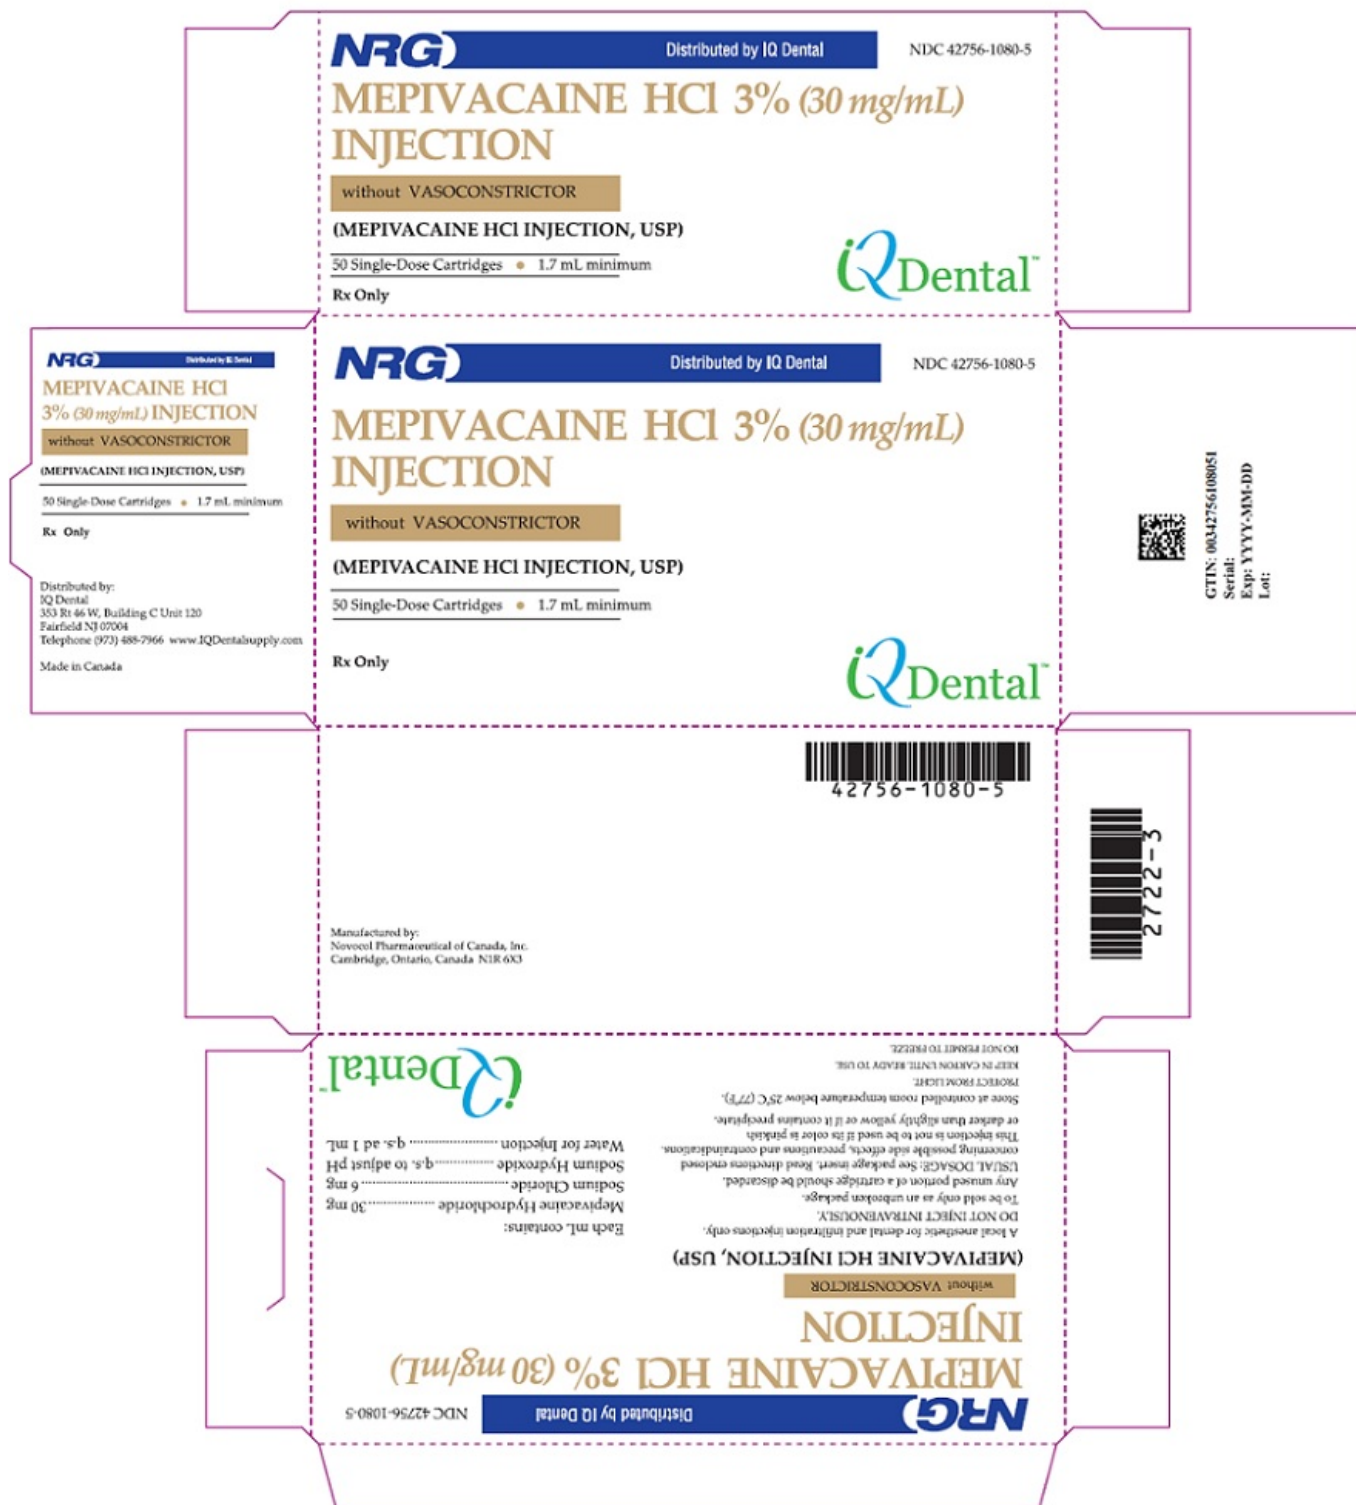 NRG Distributed by IQ Dental NDC 42756-1080-5
MEPIVACAINE HCl 3% (30 mg/mL)
INJECTION
without VASOCONSTRICTOR
(MEPIVACAINE HCl INJECTION, USP)
50 Single-Dose Cartridges • 1.7 mL minimum
Rx Only
iQ Dental™
NRG Distributed by IQ Dental
MEPIVACAINE HCl
3% (30 mg/mL) INJECTION
without VASOCONSTRICTOR
(MEPIVACAINE HCl INJECTION, USP)
50 Single-Dose Cartridges • 1.7 mL minimum
Rx Only
Distributed by:
IQ Dental
353 Rt 46 W, Building C Unit 120
Fairfield NJ 07004
Telephone (973) 488-7966 www.IQDentalsupply.com
Made in Canada
NRG Distributed by IQ Dental NDC 42756-1080-5
MEPIVACAINE HCl 3% (30 mg/mL)
INJECTION
without VASOCONSTRICTOR
(MEPIVACAINE HCl INJECTION, USP)
50 Single-Dose Cartridges • 1.7 mL minimum
Rx Only
iQ Dental™
GTIN: 00342756108051
Serial:
Exp: YYYY-MM-DD
Lot:
42756-1080-5
2722-3
Manufactured by:
Novocol Pharmaceutical of Canada, Inc.
Cambridge, Ontario, Canada N1R 6X3
NRG Distributed by IQ Dental NDC 42756-1080-5
MEPIVACAINE HCl 3% (30 mg/mL)
INJECTION
without VASOCONSTRICTOR
(MEPIVACAINE HCl INJECTION, USP)
A local anesthetic for dental and infiltration injections only.
DO NOT INJECT INTRAVENOUSLY.
To be sold only as an unbroken package.
Any unused portion of a cartridge should be discarded.
USUAL DOSAGE: See package insert. Read directions enclosed
concerning possible side effects, precautions and contraindications.
This injection is not to be used if its color is pinkish
or darker than slightly yellow or if it contains precipitate.
Store at controlled room temperature below 25°C (77°F).
PROTECT FROM LIGHT.
KEEP IN CARTON UNTIL READY TO USE.
DO NOT PERMIT TO FREEZE.
Each mL contains:
Mepivacaine Hydrochloride ................30 mg
Sodium Chloride ................................... 6 mg
Sodium Hydroxide ..............q.s. to adjust pH
Water for Injection ..................... q.s. ad 1 mL
iQ Dental™